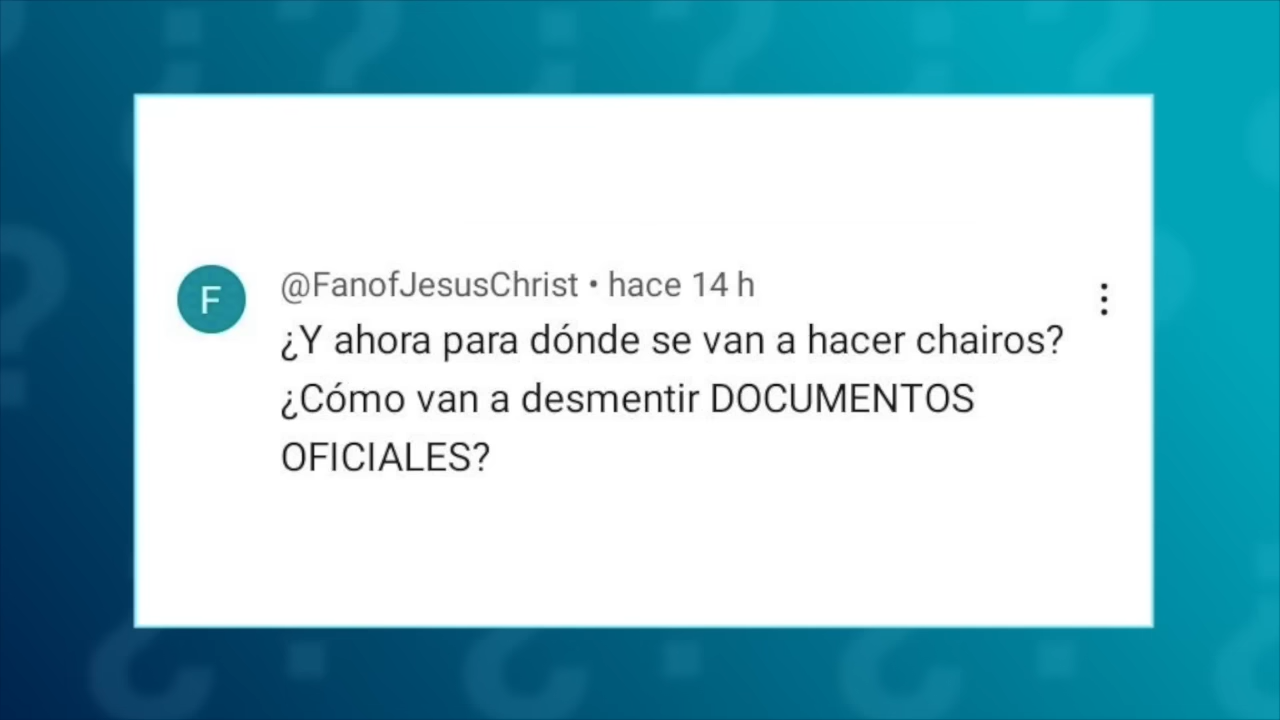 F
@FanofJesusChrist • hace 14 h
¿Y ahora para dónde se van a hacer chairos?
¿Cómo van a desmentir DOCUMENTOS
OFICIALES?